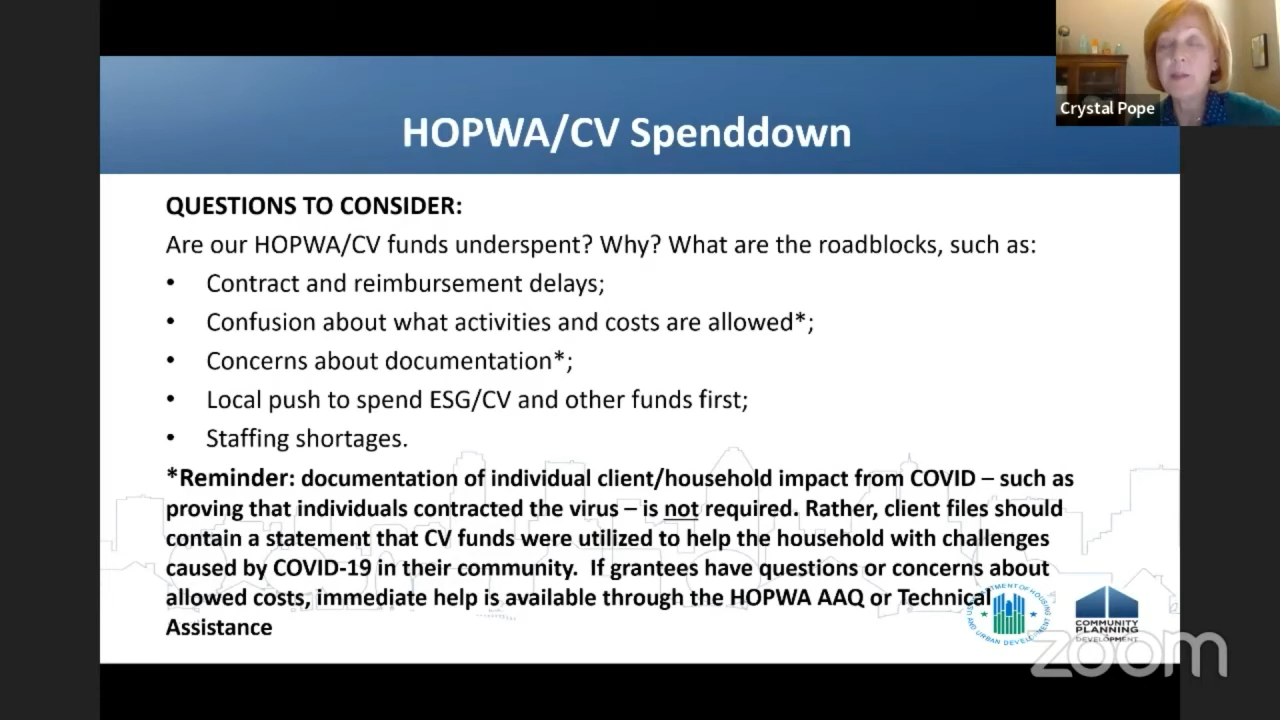 Crystal Pope
HOPWA/CV Spenddown
QUESTIONS TO CONSIDER:
Are our HOPWA/CV funds underspent? Why? What are the roadblocks, such as:
• Contract and reimbursement delays;
• Confusion about what activities and costs are allowed*;
• Concerns about documentation*;
• Local push to spend ESG/CV and other funds first;
• Staffing shortages.
*Reminder: documentation of individual client/household impact from COVID – such as
proving that individuals contracted the virus – is not required. Rather, client files should
contain a statement that CV funds were utilized to help the household with challenges
caused by COVID-19 in their community.  If grantees have questions or concerns about
allowed costs, immediate help is available through the HOPWA AAQ or Technical
Assistance
AND URBAN DEVELOPMENT
COMMUNITY
PLANNING
DEVELOPMENT
zoom